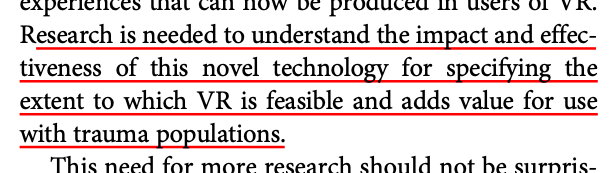 experiences that can now be produced in users of VR.
Research is needed to understand the impact and effec-
tiveness of this novel technology for specifying the
extent to which VR is feasible and adds value for use
with trauma populations.
This need for more research should not be surpris-